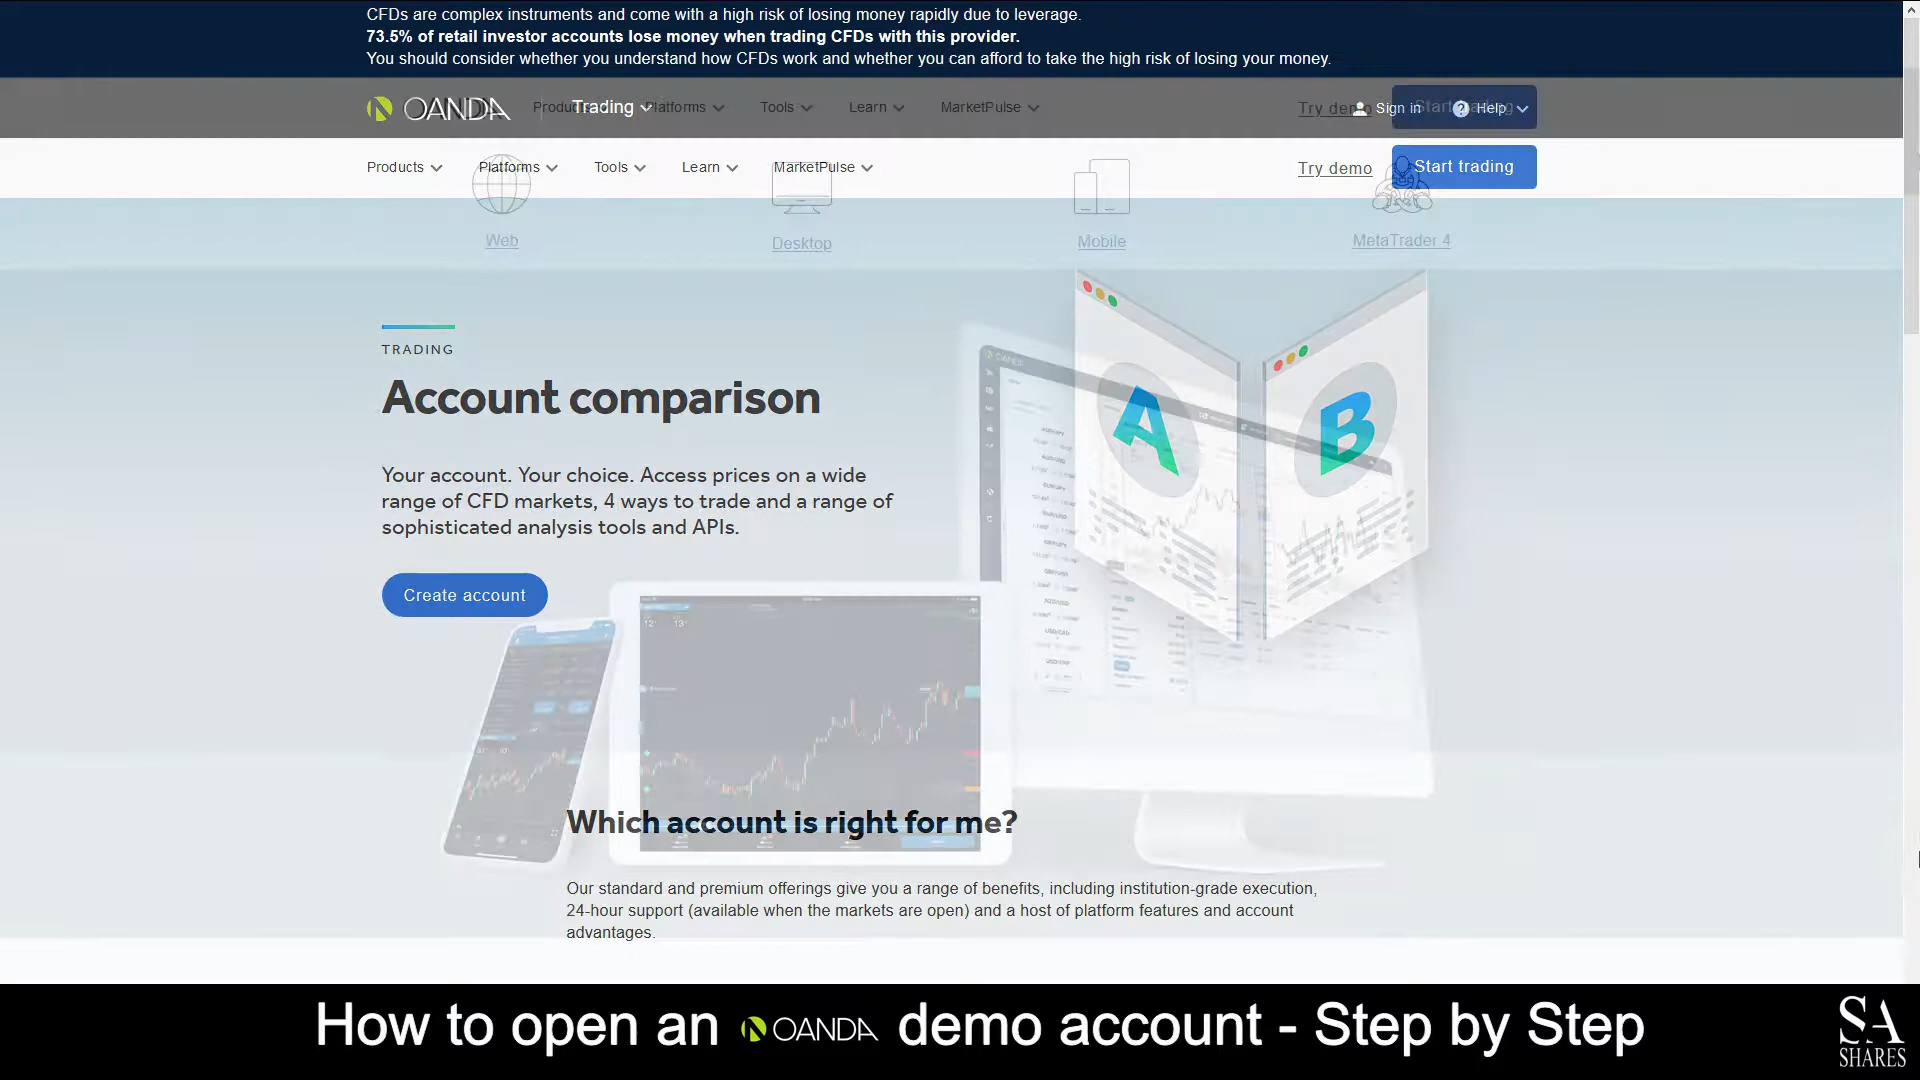 CFDs are complex instruments and come with a high risk of losing money rapidly due to leverage.
73.5% of retail investor accounts lose money when trading CFDs with this provider.
You should consider whether you understand how CFDs work and whether you can afford to take the high risk of losing your money.
OANDA Products Trading Platforms Tools Learn MarketPulse Try demo Sign in Start trading Help
Products Platforms Tools Learn MarketPulse Try demo Start trading
Web Desktop Mobile MetaTrader 4
TRADING
Account comparison
A B
Your account. Your choice. Access prices on a wide
range of CFD markets, 4 ways to trade and a range of
sophisticated analysis tools and APIs.
Create account
Which account is right for me?
Our standard and premium offerings give you a range of benefits, including institution-grade execution,
24-hour support (available when the markets are open) and a host of platform features and account
advantages.
How to open an OANDA demo account - Step by Step
SA
SHARES